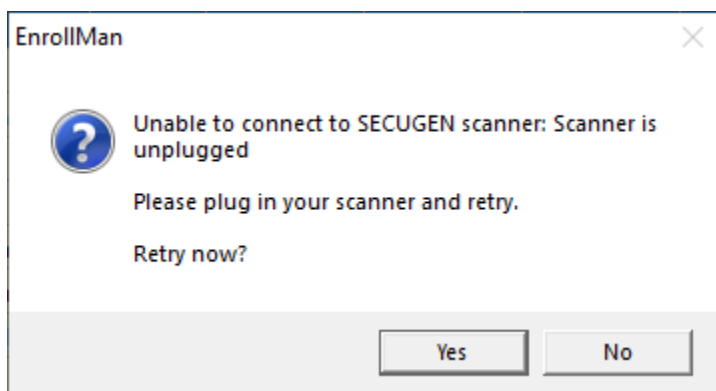 EnrollMan
Unable to connect to SECUGEN scanner: Scanner is
unplugged
Please plug in your scanner and retry.
Retry now?
Yes
No